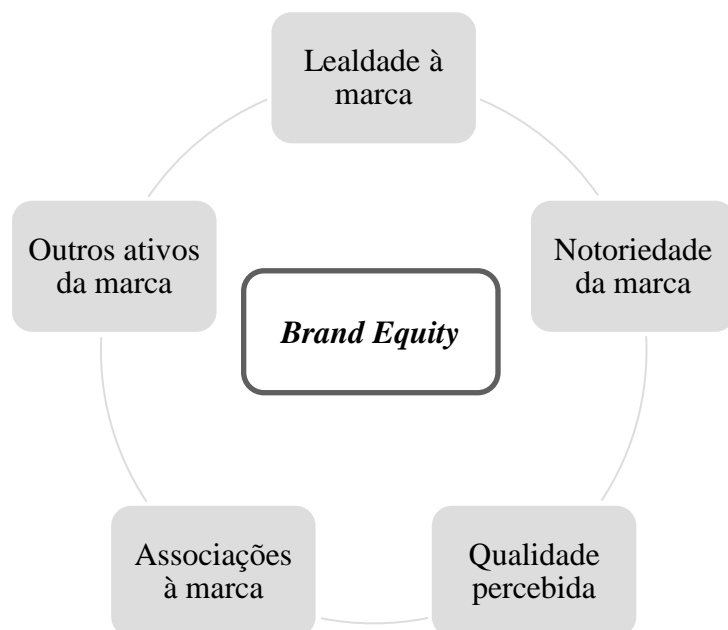 Lealdade à
marca
Outros ativos
da marca
Notoriedade
da marca
Brand Equity
Associações
à marca
Qualidade
percebida